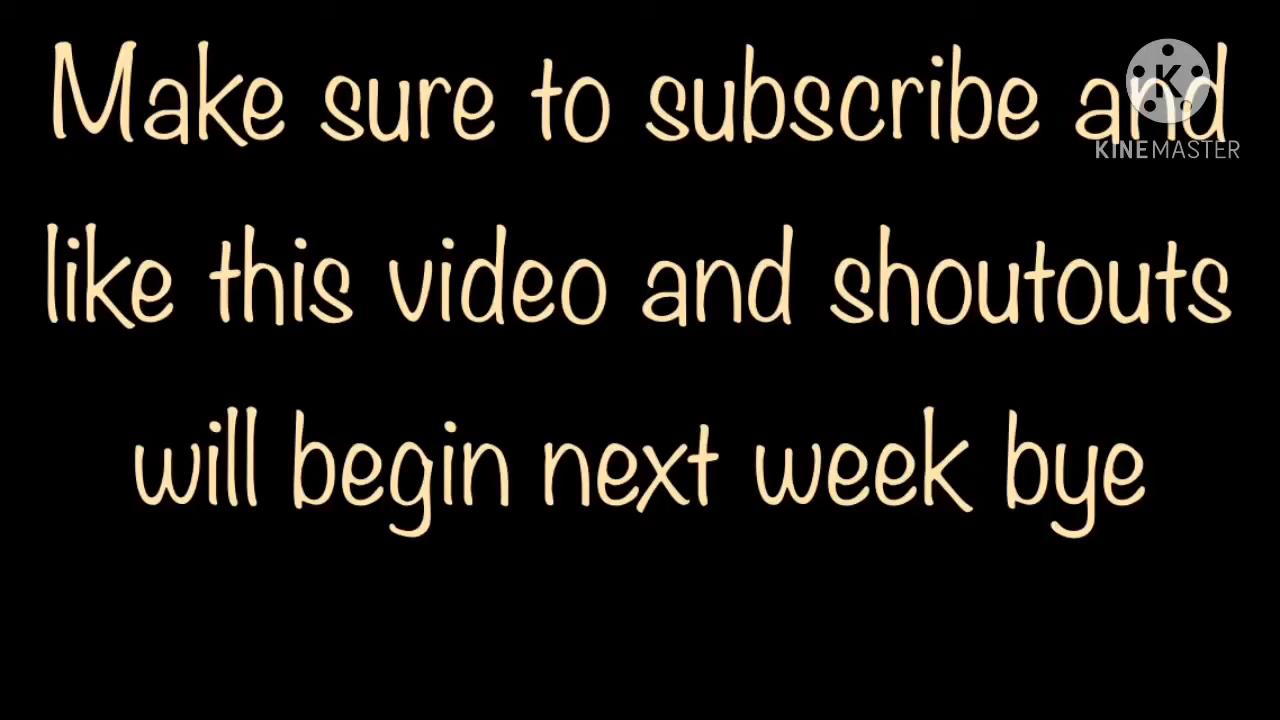 Make sure to subscribe and
KINEMASTER
like this video and shoutouts
will begin next week bye